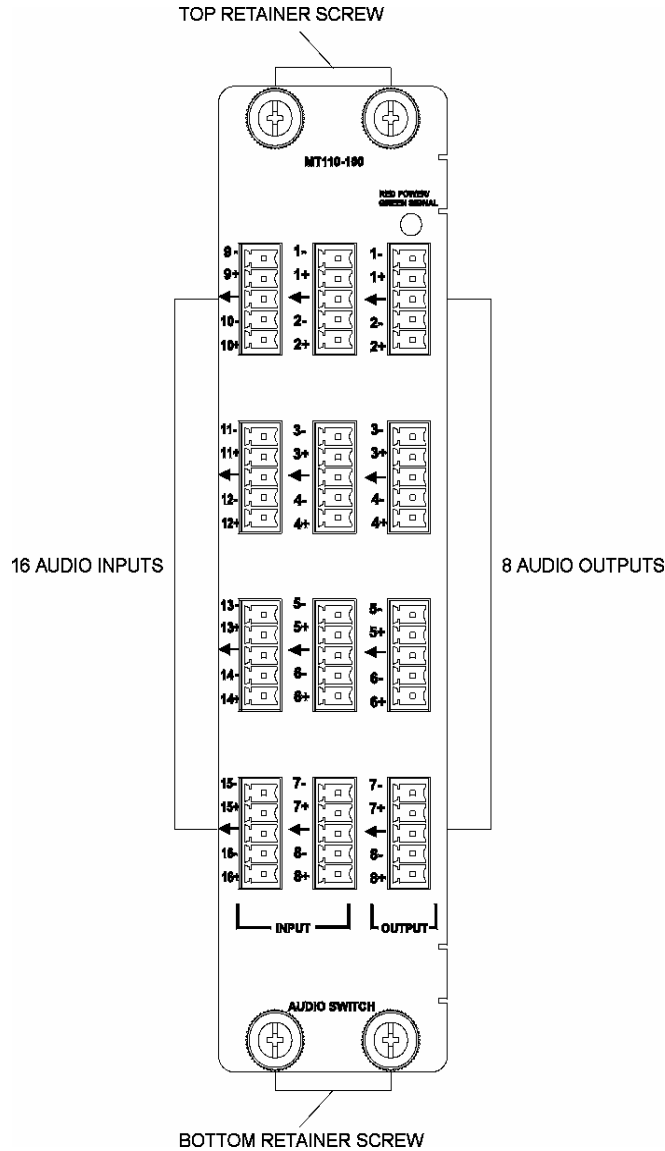 TOP RETAINER SCREW
MT110-100
RED POWER/
GREEN SIGNAL
9- 1- 1-
9+ 1+ 1+
10- 2- 2-
10+ 2+ 2+
11- 3- 3-
11+ 3+ 3+
12- 4- 4-
12+ 4+ 4+
16 AUDIO INPUTS 8 AUDIO OUTPUTS
13- 5- 5-
13+ 5+ 5+
14- 6- 6-
14+ 6+ 6+
15- 7- 7-
15+ 7+ 7+
16- 8- 8-
16+ 8+ 8+
INPUT OUTPUT
AUDIO SWITCH
BOTTOM RETAINER SCREW